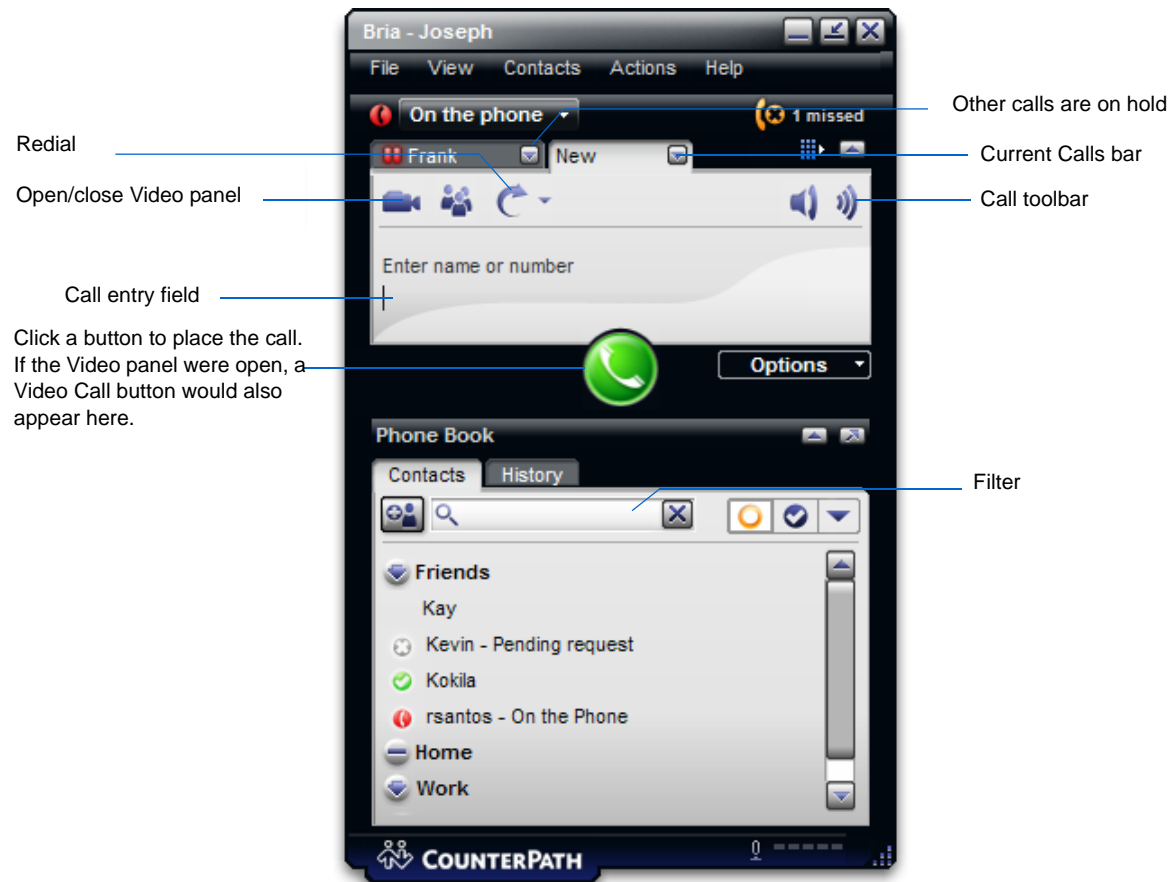 Bria - Joseph
File View Contacts Actions Help
On the phone
1 missed
Other calls are on hold
Redial
Frank
New
Current Calls bar
Open/close Video panel
Call toolbar
Enter name or number
Call entry field
Click a button to place the call.
If the Video panel were open, a
Video Call button would also
appear here.
Options
Phone Book
Contacts
History
Filter
Friends
Kay
Kevin - Pending request
Kokila
rsantos - On the Phone
Home
Work
COUNTERPATH